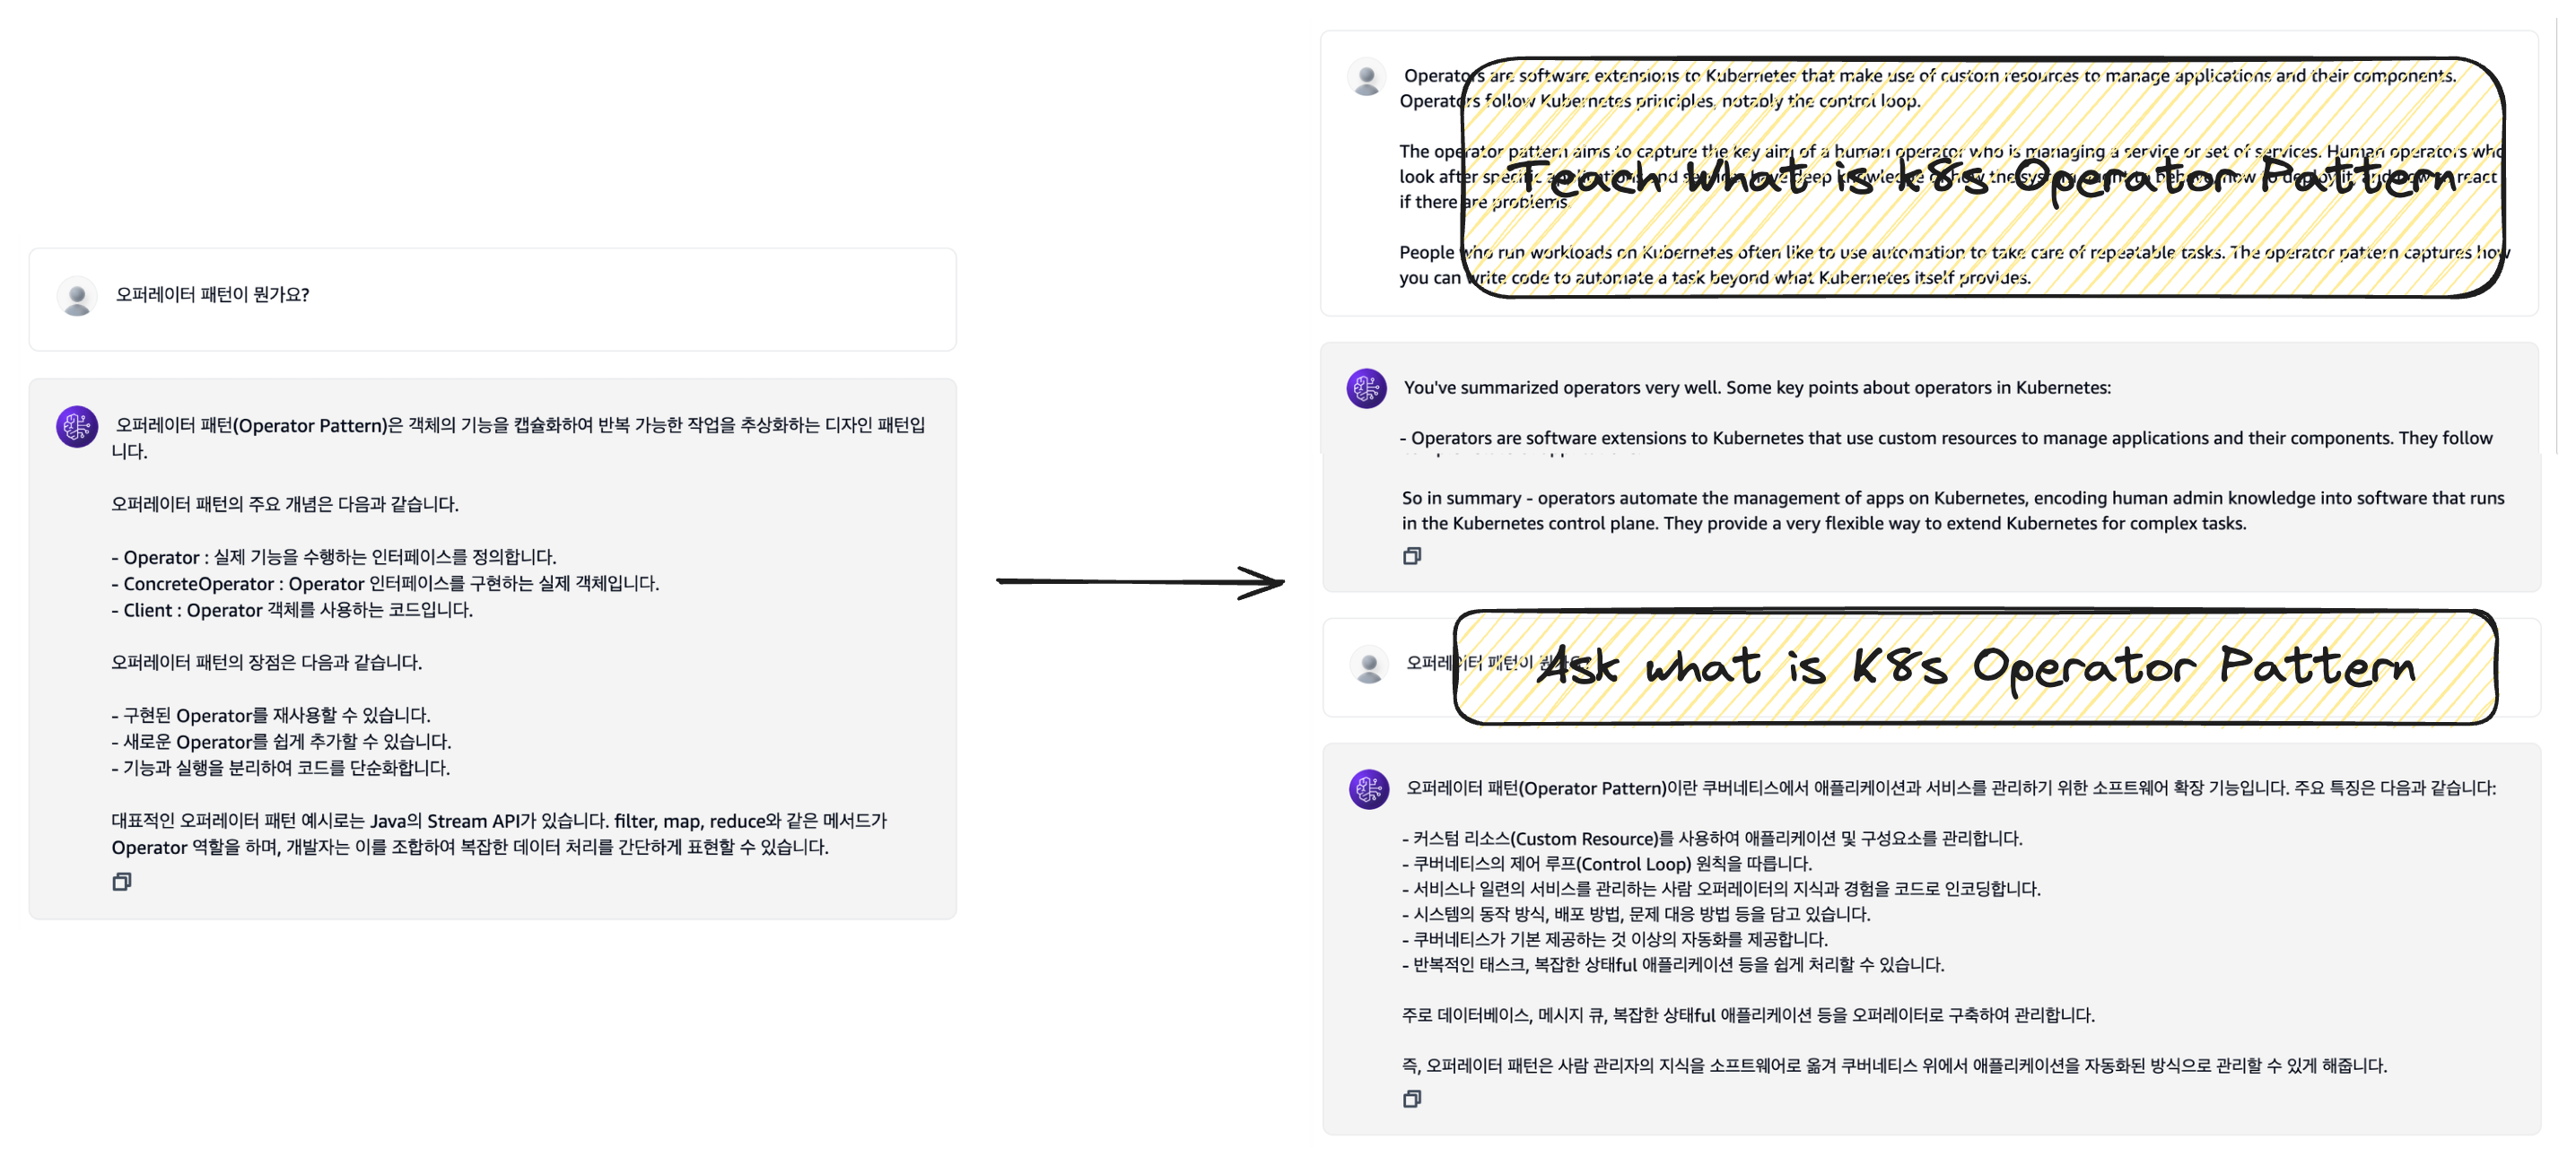 오퍼레이터 패턴이 뭔가요?
오퍼레이터 패턴(Operator Pattern)은 객체의 기능을 캡슐화하여 반복 가능한 작업을 추상화하는 디자인 패턴입
니다.
오퍼레이터 패턴의 주요 개념은 다음과 같습니다.
- Operator : 실제 기능을 수행하는 인터페이스를 정의합니다.
- ConcreteOperator : Operator 인터페이스를 구현하는 실제 객체입니다.
- Client : Operator 객체를 사용하는 코드입니다.
오퍼레이터 패턴의 장점은 다음과 같습니다.
- 구현된 Operator를 재사용할 수 있습니다.
- 새로운 Operator를 쉽게 추가할 수 있습니다.
- 기능과 실행을 분리하여 코드를 단순화합니다.
대표적인 오퍼레이터 패턴 예시로는 Java의 Stream API가 있습니다. filter, map, reduce와 같은 메서드가
Operator 역할을 하며, 개발자는 이를 조합하여 복잡한 데이터 처리를 간단하게 표현할 수 있습니다.
Operators are software extensions to Kubernetes that make use of custom resources to manage applications and their components.
Operators follow Kubernetes principles, notably the control loop.
The operator pattern aims to capture the key aim of a human operator who is managing a service or set of services. Human operators who
look after specific applications and services have deep knowledge of how the system ought to behave, how to deploy it, and how to react
if there are problems.
Teach What is k8s Operator Pattern
People who run workloads on Kubernetes often like to use automation to take care of repeatable tasks. The operator pattern captures how
you can write code to automate a task beyond what Kubernetes itself provides.
You've summarized operators very well. Some key points about operators in Kubernetes:
- Operators are software extensions to Kubernetes that use custom resources to manage applications and their components. They follow
So in summary - operators automate the management of apps on Kubernetes, encoding human admin knowledge into software that runs
in the Kubernetes control plane. They provide a very flexible way to extend Kubernetes for complex tasks.
오퍼레이터 패턴이 뭔가요?
Ask what is K8s Operator Pattern
오퍼레이터 패턴(Operator Pattern)이란 쿠버네티스에서 애플리케이션과 서비스를 관리하기 위한 소프트웨어 확장 기능입니다. 주요 특징은 다음과 같습니다:
- 커스텀 리소스(Custom Resource)를 사용하여 애플리케이션 및 구성요소를 관리합니다.
- 쿠버네티스의 제어 루프(Control Loop) 원칙을 따릅니다.
- 서비스나 일련의 서비스를 관리하는 사람 오퍼레이터의 지식과 경험을 코드로 인코딩합니다.
- 시스템의 동작 방식, 배포 방법, 문제 대응 방법 등을 담고 있습니다.
- 쿠버네티스가 기본 제공하는 것 이상의 자동화를 제공합니다.
- 반복적인 태스크, 복잡한 상태ful 애플리케이션 등을 쉽게 처리할 수 있습니다.
주로 데이터베이스, 메시지 큐, 복잡한 상태ful 애플리케이션 등을 오퍼레이터로 구축하여 관리합니다.
즉, 오퍼레이터 패턴은 사람 관리자의 지식을 소프트웨어로 옮겨 쿠버네티스 위에서 애플리케이션을 자동화된 방식으로 관리할 수 있게 해줍니다.